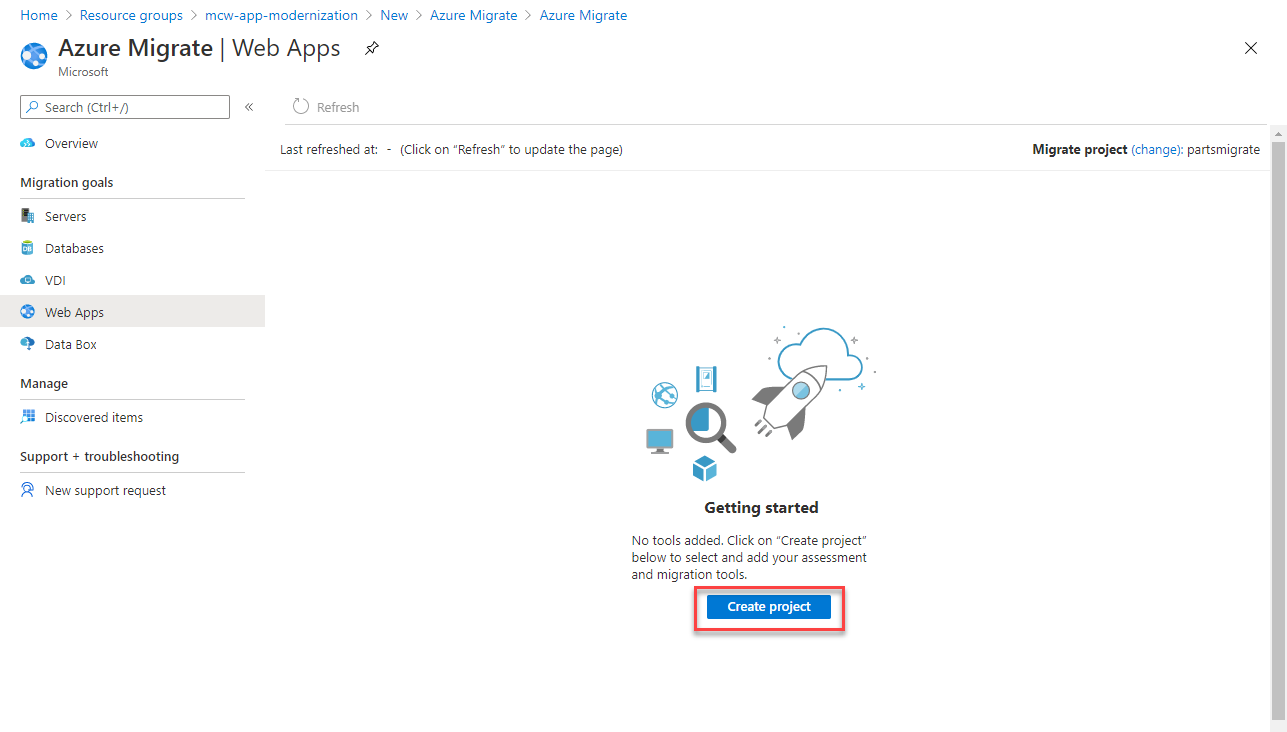 Home > Resource groups > mcw-app-modernization > New > Azure Migrate > Azure Migrate
Azure Migrate | Web Apps
Microsoft
Search (Ctrl+/)
«
Refresh
Overview
Last refreshed at: - (Click on “Refresh” to update the page)
Migrate project (change): partsmigrate
Migration goals
Servers
DB
Databases
VDI
Web Apps
Data Box
Manage
Discovered items
Support + troubleshooting
New support request
Getting started
No tools added. Click on “Create project”
below to select and add your assessment
and migration tools.
Create project